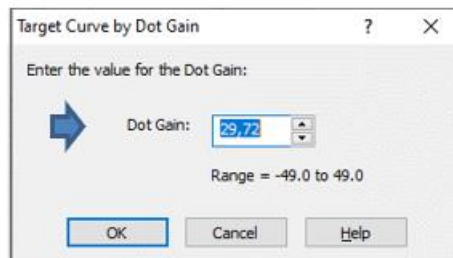 Target Curve by Dot Gain ? X
Enter the value for the Dot Gain:
Dot Gain: 29,72
Range = -49.0 to 49.0
OK Cancel Help